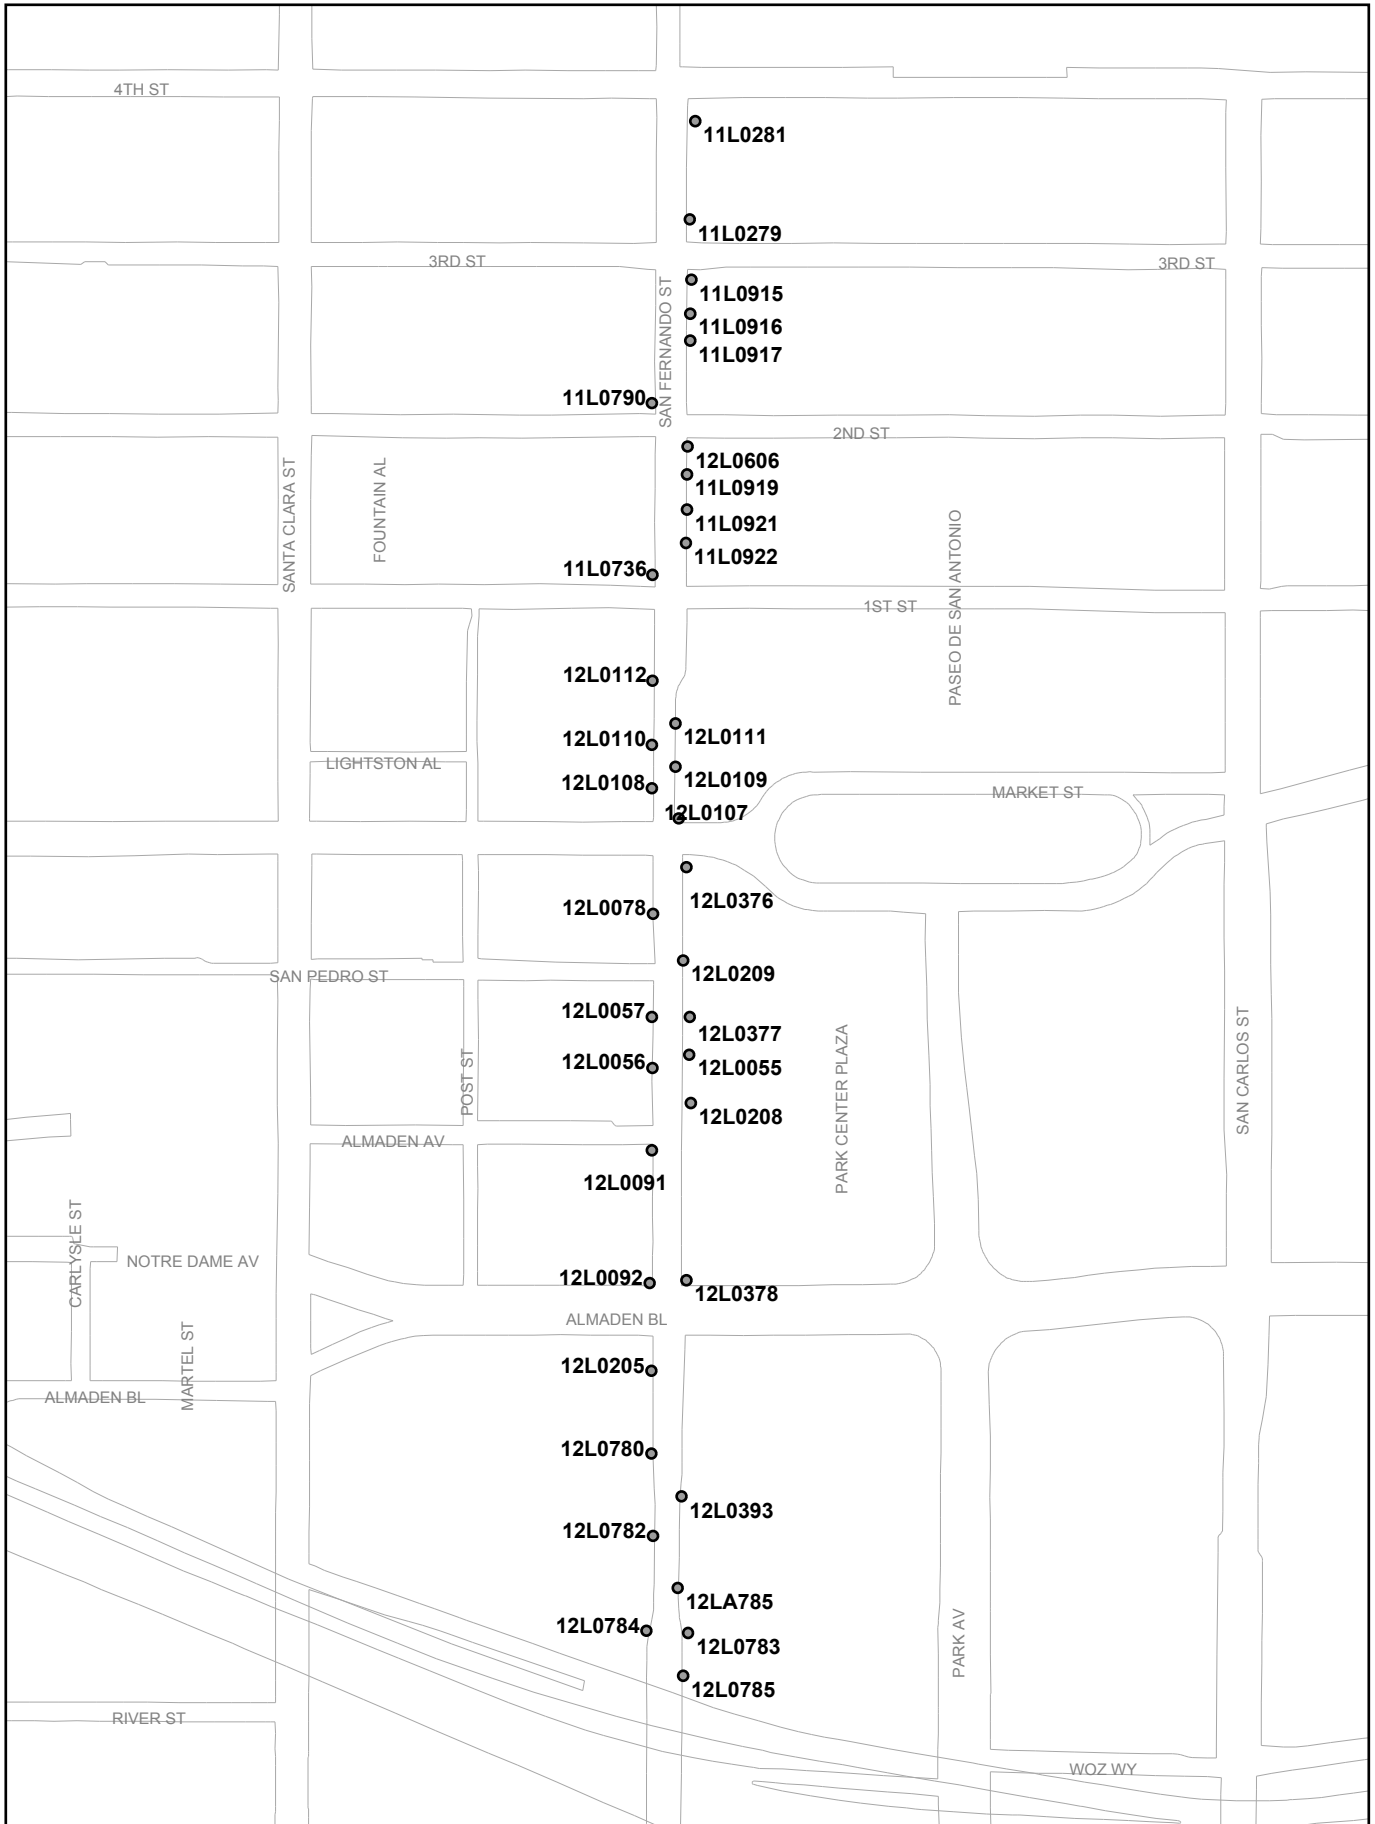 4TH ST
11L0281
11L0279
3RD ST
3RD ST
11L0915
11L0916
SAN FERNANDO ST
11L0917
11L0790
2ND ST
12L0606
11L0919
SANTA CLARA ST
FOUNTAIN AL
11L0921
11L0922
PASEO DE SAN ANTONIO
11L0736
1ST ST
12L0112
12L0111
12L0110
LIGHTSTON AL
12L0109
12L0108
MARKET ST
12L0107
12L0376
12L0078
12L0209
SAN PEDRO ST
12L0057
12L0377
12L0056
12L0055
POST ST
PARK CENTER PLAZA
SAN CARLOS ST
12L0208
ALMADEN AV
12L0091
CARLYSLE ST
NOTRE DAME AV
12L0092
12L0378
ALMADEN BL
MARTEL ST
12L0205
ALMADEN BL
12L0780
12L0393
12L0782
12LA785
12L0784
12L0783
PARK AV
12L0785
RIVER ST
WOZ WY